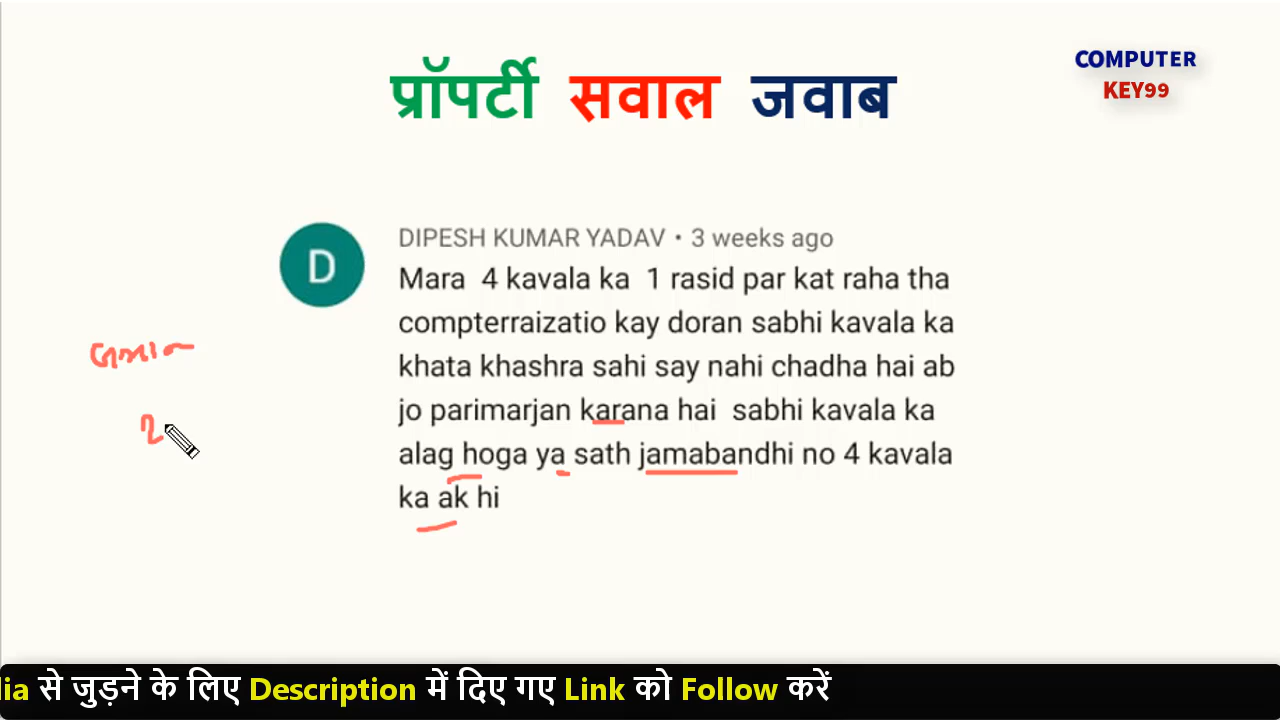 COMPUTER
KEY99
प्रॉपर्टी सवाल जवाब
D
DIPESH KUMAR YADAV • 3 weeks ago
Mara 4 kavala ka 1 rasid par kat raha tha
compterraizatio kay doran sabhi kavala ka
khata khashra sahi say nahi chadha hai ab
jo parimarjan karana hai sabhi kavala ka
alag hoga ya sath jamabandhi no 4 kavala
ka ak hi
dia से जुड़ने के लिए Description में दिए गए Link को Follow करें